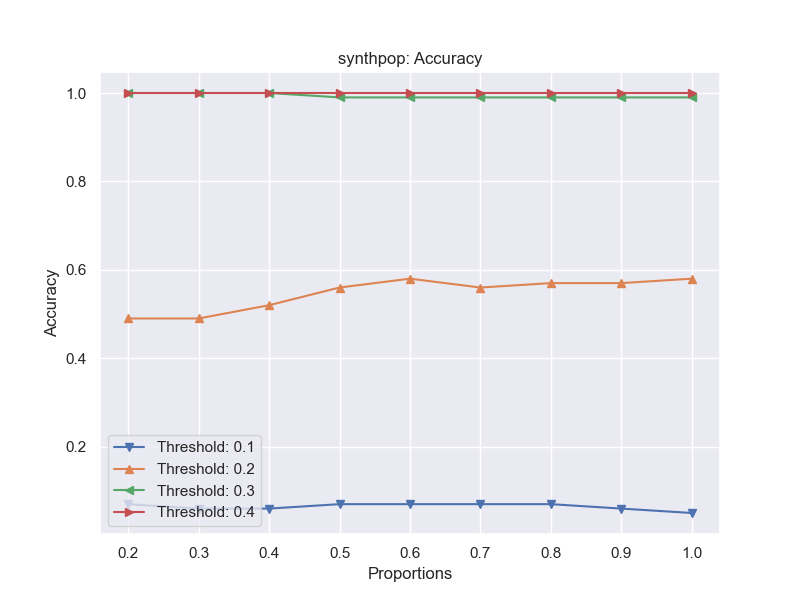 synthpop: Accuracy
Accuracy
1.0
0.8
0.6
0.4
0.2
Threshold: 0.1
Threshold: 0.2
Threshold: 0.3
Threshold: 0.4
0.2 0.3 0.4 0.5 0.6 0.7 0.8 0.9 1.0
Proportions